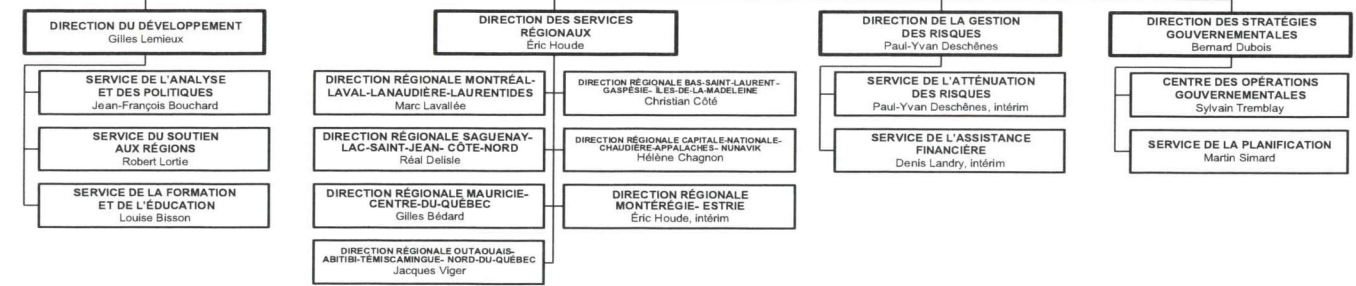 DIRECTION DU DÉVELOPPEMENT
Gilles Lemieux
SERVICE DE L'ANALYSE
ET DES POLITIQUES
Jean-François Bouchard
SERVICE DU SOUTIEN
AUX RÉGIONS
Robert Lortie
SERVICE DE LA FORMATION
ET DE L'ÉDUCATION
Louise Bisson
DIRECTION DES SERVICES
RÉGIONAUX
Éric Houde
DIRECTION RÉGIONALE MONTRÉAL-
LAVAL-LANAUDIÈRE-LAURENTIDES
Marc Lavallée
DIRECTION RÉGIONALE SAGUENAY-
LAC-SAINT-JEAN- CÔTE-NORD
Réal Delisle
DIRECTION RÉGIONALE MAURICIE-
CENTRE-DU-QUÉBEC
Gilles Bédard
DIRECTION RÉGIONALE OUTAOUAIS-
ABITIBI-TÉMISCAMINGUE- NORD-DU-QUÉBEC
Jacques Viger
DIRECTION RÉGIONALE BAS-SAINT-LAURENT-
GASPÉSIE- ÎLES-DE-LA-MADELEINE
Christian Côté
DIRECTION RÉGIONALE CAPITALE-NATIONALE-
CHAUDIÈRE-APPALACHES- NUNAVIK
Hélène Chagnon
DIRECTION RÉGIONALE
MONTÉRÉGIE- ESTRIE
Éric Houde, intérim
DIRECTION DE LA GESTION
DES RISQUES
Paul-Yvan Deschênes
SERVICE DE L'ATTÉNUATION
DES RISQUES
Paul-Yvan Deschênes, intérim
SERVICE DE L'ASSISTANCE
FINANCIÈRE
Denis Landry, intérim
DIRECTION DES STRATÉGIES
GOUVERNEMENTALES
Bernard Dubois
CENTRE DES OPÉRATIONS
GOUVERNEMENTALES
Sylvain Tremblay
SERVICE DE LA PLANIFICATION
Martin Simard